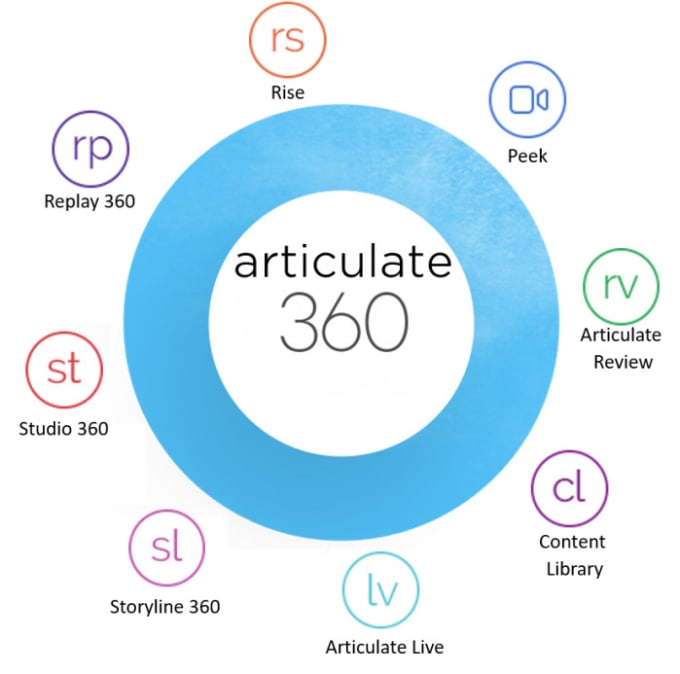 rs
Rise
Peek
rp
Replay 360
articulate
360
rv
Articulate
Review
st
Studio 360
cl
Content
Library
sl
Storyline 360
lv
Articulate Live